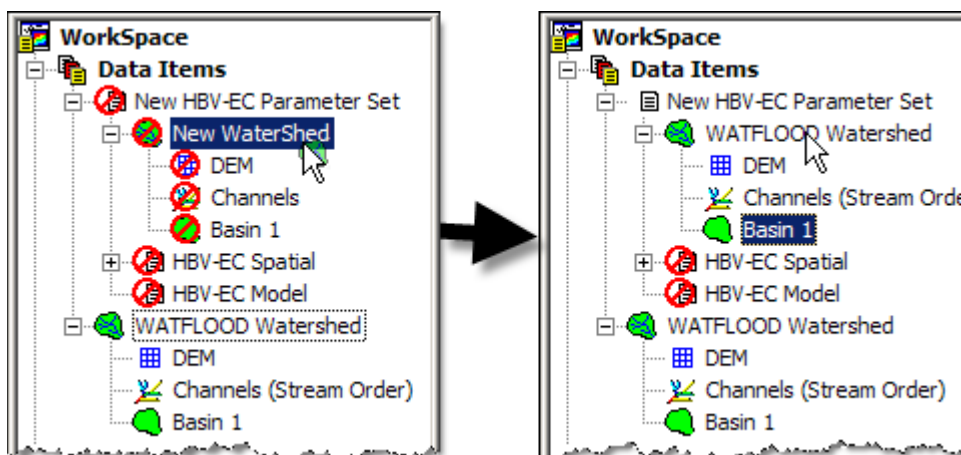 WorkSpace
Data Items
New HBV-EC Parameter Set
New WaterShed
DEM
Channels
Basin 1
HBV-EC Spatial
HBV-EC Model
WATFLOOD Watershed
DEM
Channels (Stream Order)
Basin 1
WorkSpace
Data Items
New HBV-EC Parameter Set
WATFLOOD Watershed
DEM
Channels (Stream Orde
Basin 1
HBV-EC Spatial
HBV-EC Model
WATFLOOD Watershed
DEM
Channels (Stream Order)
Basin 1